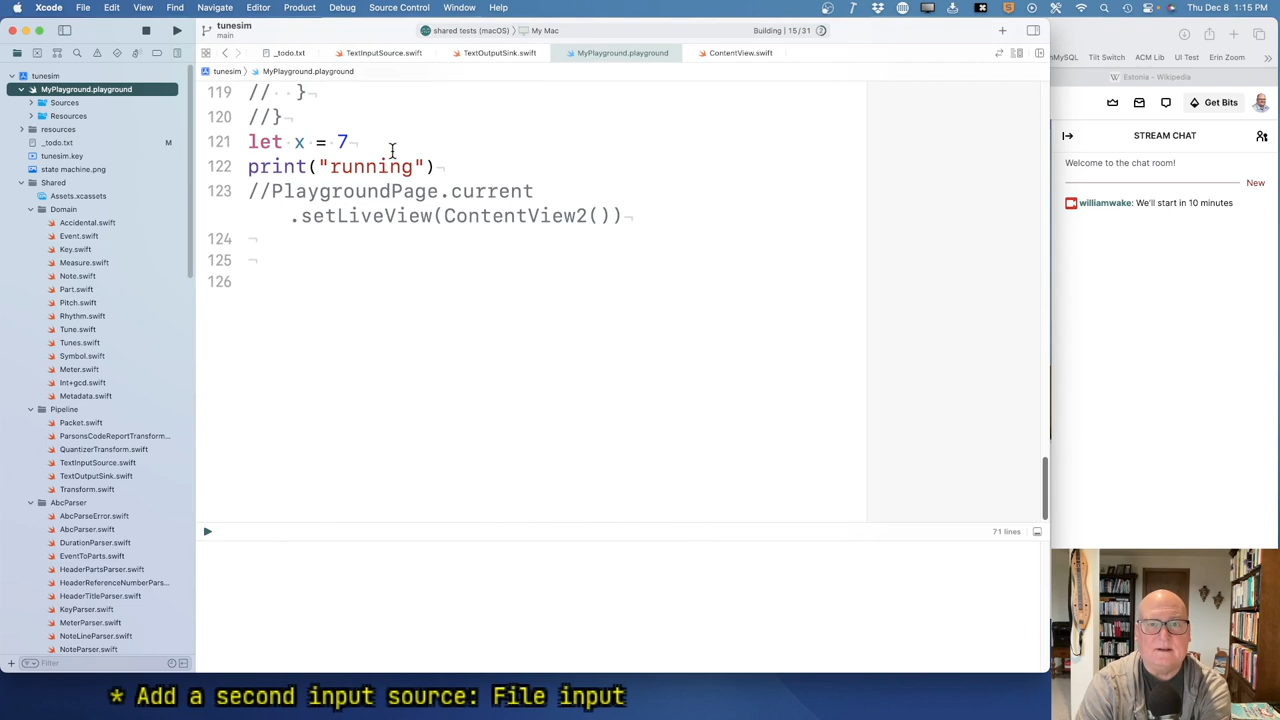 Xcode File Edit View Find Navigate Editor Product Debug Source Control Window Help
tunesim
main
shared tests (macOS) 〉 My Mac
Building | 15/31
_todo.txt
TextInputSource.swift
TextOutputSink.swift
MyPlayground.playground
ContentView.swift
tunesim 〉 MyPlayground.playground
tunesim
MyPlayground.playground
Sources
Resources
resources
_todo.txt M
tunesim.key
state machine.png
Shared
Assets.xcassets
Domain
Accidental.swift
Event.swift
Key.swift
Measure.swift
Note.swift
Part.swift
Pitch.swift
Rhythm.swift
Tune.swift
Tunes.swift
Symbol.swift
Meter.swift
Int+gcd.swift
Metadata.swift
Pipeline
Packet.swift
ParsonsCodeReportTransform...
QuantizerTransform.swift
TextInputSource.swift
TextOutputSink.swift
Transform.swift
AbcParser
AbcParseError.swift
AbcParser.swift
DurationParser.swift
EventToParts.swift
HeaderPartsParser.swift
HeaderReferenceNumberPars...
HeaderTitleParser.swift
KeyParser.swift
MeterParser.swift
NoteLineParser.swift
NoteParser.swift
Filter
119 // }
120 //}
121 let x = 7
122 print("running")
123 //PlaygroundPage.current
.setLiveView(ContentView2())
124
125
126
71 lines
nMySQL Tilt Switch ACM Lib UI Test Erin Zoom
Estonia - Wikipedia
Get Bits
STREAM CHAT
Welcome to the chat room!
New
williamwake: We'll start in 10 minutes
* Add a second input source: File input